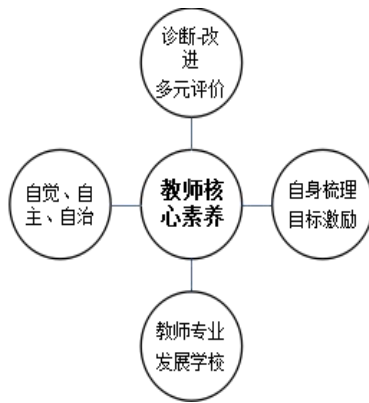 诊断-改
进
多元评价
自觉、自
主、自治
教师核
心素养
自身梳理
目标激励
教师专业
发展学校